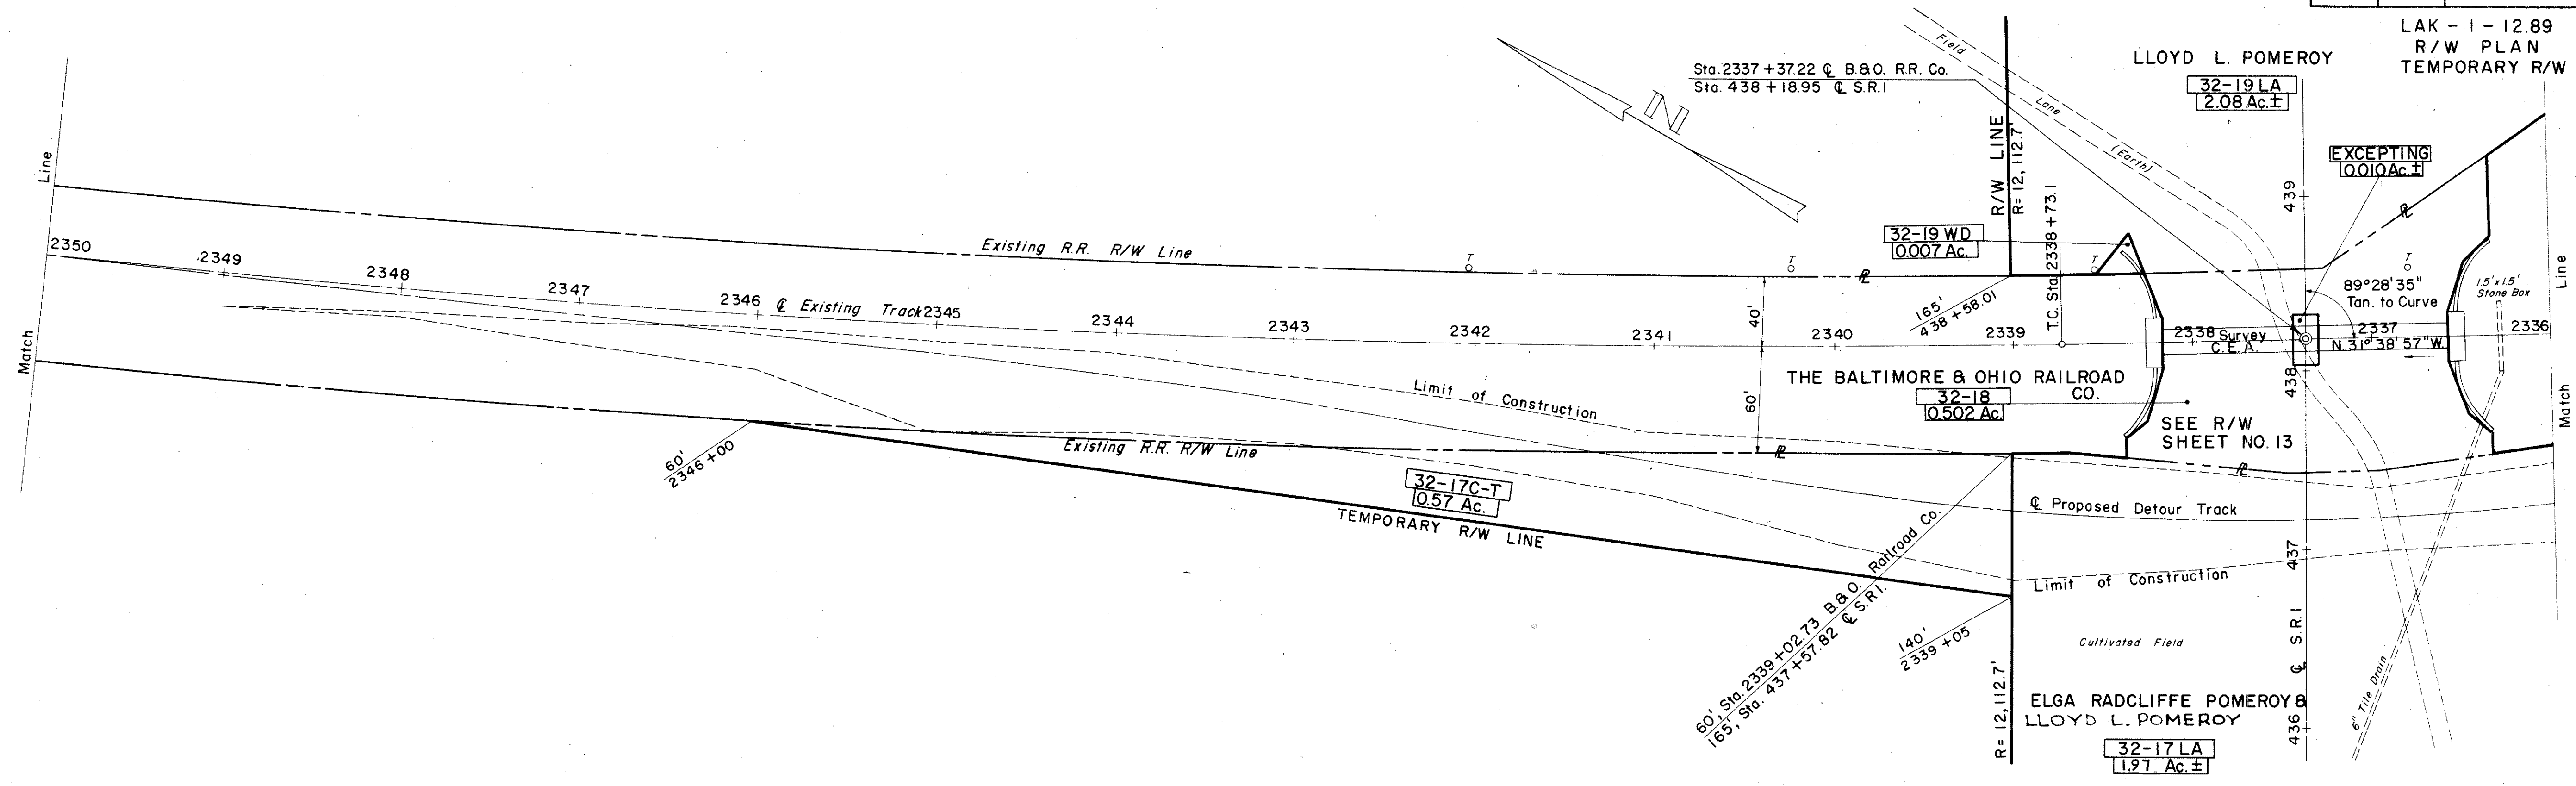 LAK - 1 - 12.89
R/W PLAN
TEMPORARY R/W
LLOYD L. POMEROY
32-19 LA
2.08 Ac.±
Sta. 2337 + 37.22 ℄ B.&O. R.R. Co.
Sta. 438 + 18.95 ℄ S.R.1
Field
Lane
(Earth)
N
R/W LINE
R= 12,112.7'
T.C. Sta. 2338 + 73.1
EXCEPTING
0.010 Ac.±
439
Line
Line
Match
Match
2350
2349
2348
2347
2346
℄ Existing Track
2345
2344
2343
2342
2341
2340
2339
2338
2337
2336
Existing R.R. R/W Line
T
T
T
T
℄
32-19 WD
0.007 Ac.
165'
438 + 58.01
40'
60'
89°28'35"
Tan. to Curve
1.5'x1.5'
Stone Box
Survey
C.E.A.
N. 31° 38' 57" W.
438
THE BALTIMORE & OHIO RAILROAD
CO.
32-18
0.502 Ac.
SEE R/W
SHEET NO. 13
Limit of Construction
Existing R.R. R/W Line
60'
2346 + 00
32-17C-T
0.57 Ac.
TEMPORARY R/W LINE
℄ Proposed Detour Track
437
Limit of Construction
60', Sta. 2339 + 02.73 B.&O. Railroad Co.
165', Sta. 437 + 57.82 ℄ S.R.1.
140'
2339 + 05
Cultivated Field
℄ S.R.1
6" Tile Drain
R= 12,112.7'
ELGA RADCLIFFE POMEROY &
LLOYD L. POMEROY
436
32-17 LA
1.97 Ac.±